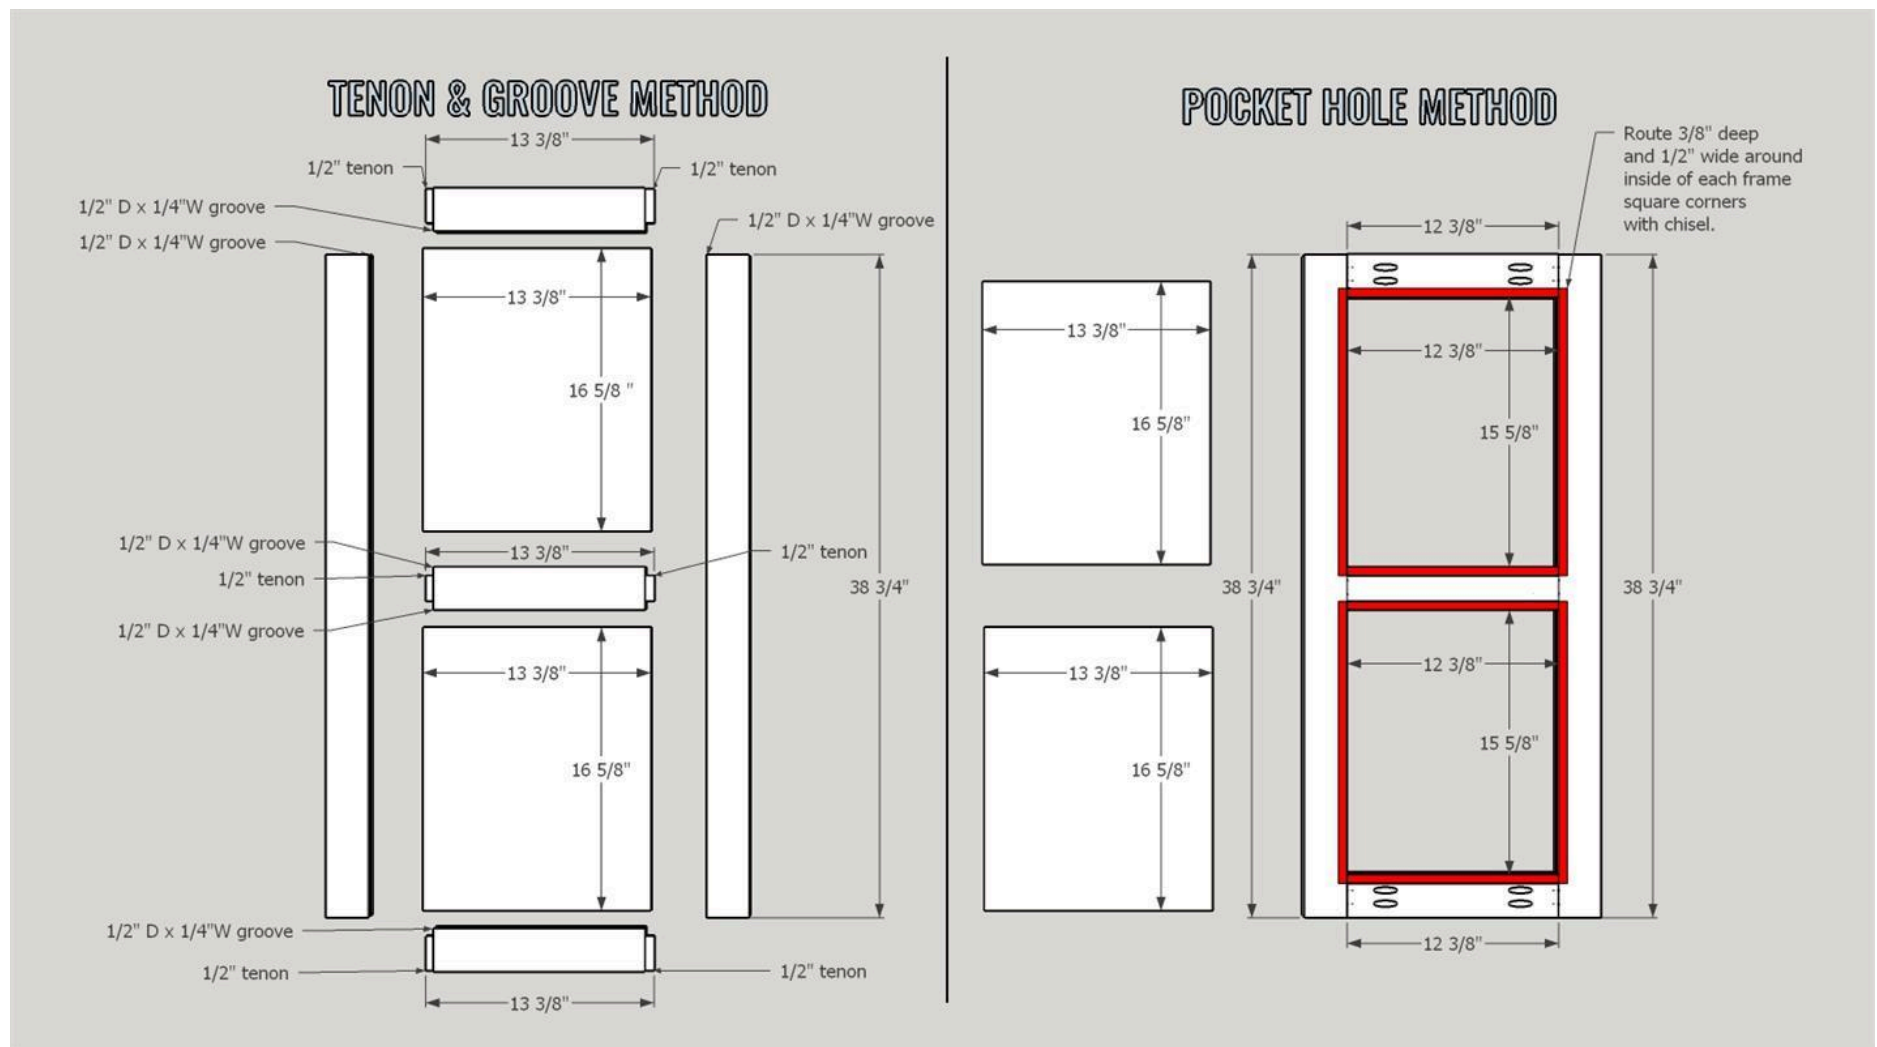 TENON & GROOVE METHOD
13 3/8"
1/2" tenon
1/2" tenon
1/2" D x 1/4"W groove
1/2" D x 1/4"W groove
1/2" D x 1/4"W groove
13 3/8"
16 5/8 "
1/2" D x 1/4"W groove
13 3/8"
1/2" tenon
1/2" tenon
38 3/4"
1/2" D x 1/4"W groove
13 3/8"
16 5/8"
1/2" D x 1/4"W groove
1/2" tenon
1/2" tenon
13 3/8"
POCKET HOLE METHOD
Route 3/8" deep
and 1/2" wide around
inside of each frame
square corners
with chisel.
12 3/8"
13 3/8"
12 3/8"
16 5/8"
15 5/8"
38 3/4"
38 3/4"
13 3/8"
12 3/8"
16 5/8"
15 5/8"
12 3/8"